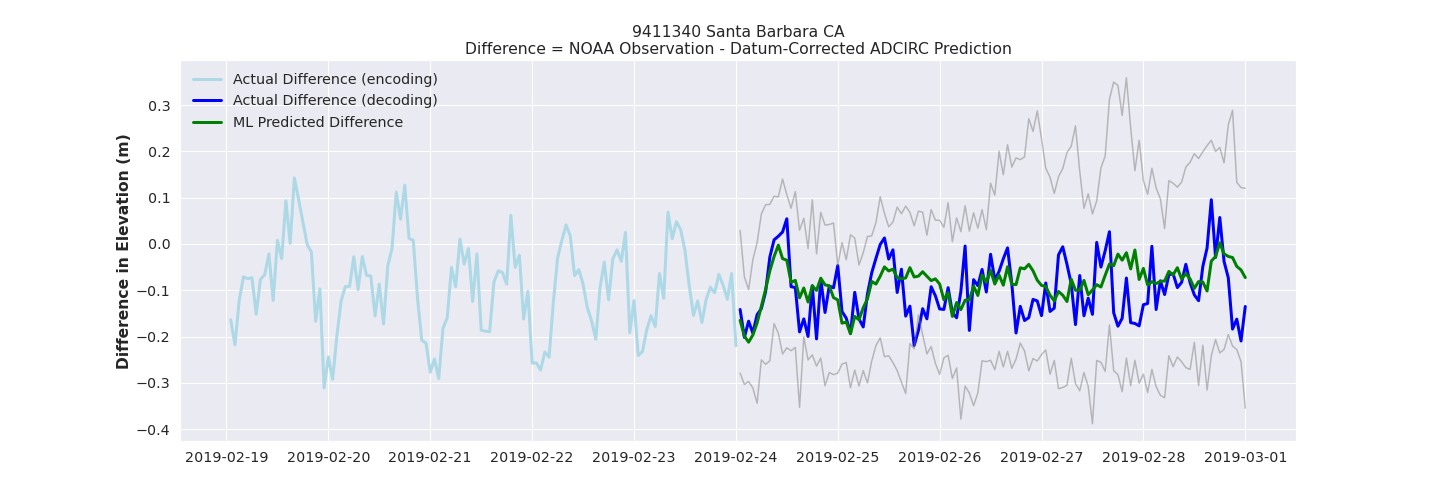 9411340 Santa Barbara CA
Difference = NOAA Observation - Datum-Corrected ADCIRC Prediction
Actual Difference (encoding)
Actual Difference (decoding)
ML Predicted Difference
Difference in Elevation (m)
0.3
0.2
0.1
0.0
−0.1
−0.2
−0.3
−0.4
2019-02-19 2019-02-20 2019-02-21 2019-02-22 2019-02-23 2019-02-24 2019-02-25 2019-02-26 2019-02-27 2019-02-28 2019-03-01